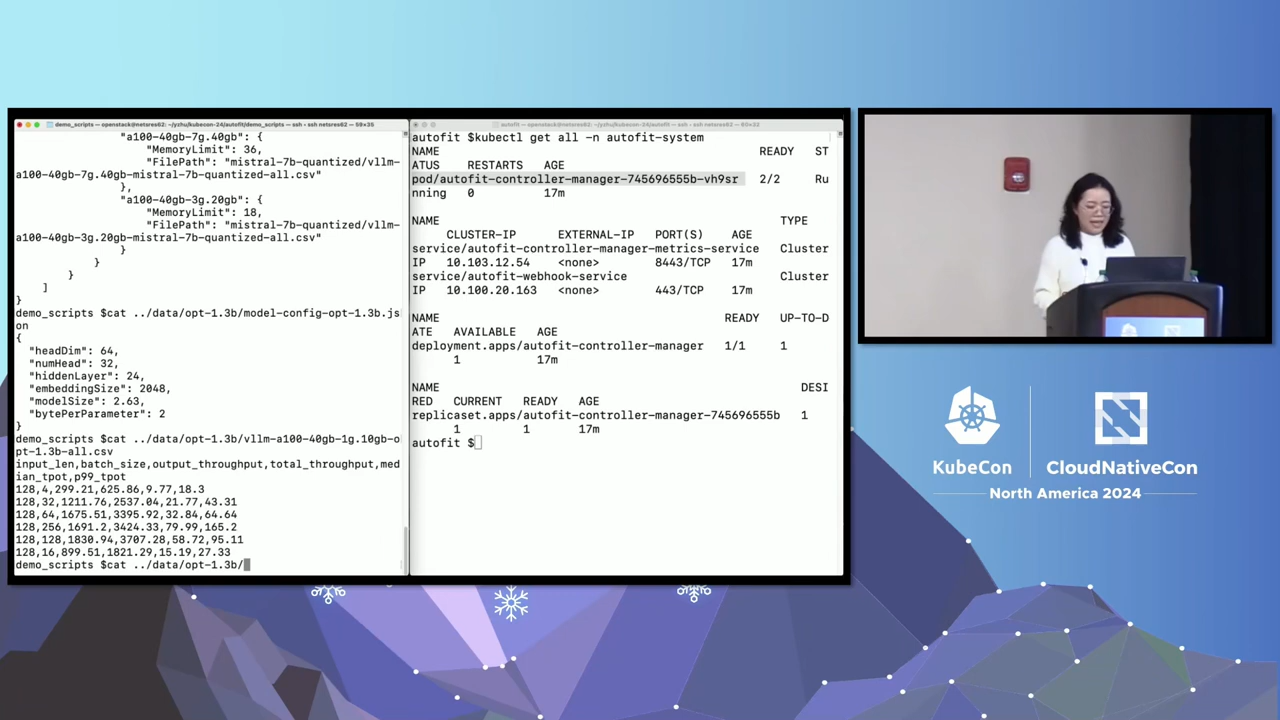 demo_scripts — openstack@netsres62: ~/yzhu/kubecon-24/autofit/demo_scripts — ssh - ssh netsres62 — 59×35
"a100-40gb-7g.40gb": {
"MemoryLimit": 36,
"FilePath": "mistral-7b-quantized/vllm-
a100-40gb-7g.40gb-mistral-7b-quantized-all.csv"
},
"a100-40gb-3g.20gb": {
"MemoryLimit": 18,
"FilePath": "mistral-7b-quantized/vllm-
a100-40gb-3g.20gb-mistral-7b-quantized-all.csv"
}
}
}
]
}
demo_scripts $cat ../data/opt-1.3b/model-config-opt-1.3b.js
on
{
"headDim": 64,
"numHead": 32,
"hiddenLayer": 24,
"embeddingSize": 2048,
"modelSize": 2.63,
"bytePerParameter": 2
}
demo_scripts $cat ../data/opt-1.3b/vllm-a100-40gb-1g.10gb-o
pt-1.3b-all.csv
input_len,batch_size,output_throughput,total_throughput,med
ian_tpot,p99_tpot
128,4,299.21,625.86,9.77,18.3
128,32,1211.76,2537.04,21.77,43.31
128,64,1675.51,3395.92,32.84,64.64
128,256,1691.2,3424.33,79.99,165.2
128,128,1830.94,3707.28,58.72,95.11
128,16,899.51,1821.29,15.19,27.33
demo_scripts $cat ../data/opt-1.3b/
autofit $kubectl get all -n autofit-system
NAME READY ST
ATUS RESTARTS AGE
pod/autofit-controller-manager-745696555b-vh9sr 2/2 Ru
nning 0 17m
NAME TYPE
CLUSTER-IP EXTERNAL-IP PORT(S) AGE
service/autofit-controller-manager-metrics-service Cluster
IP 10.103.12.54 <none> 8443/TCP 17m
service/autofit-webhook-service Cluster
IP 10.100.20.163 <none> 443/TCP 17m
NAME READY UP-TO-D
ATE AVAILABLE AGE
deployment.apps/autofit-controller-manager 1/1 1
1 17m
NAME DESI
RED CURRENT READY AGE
replicaset.apps/autofit-controller-manager-745696555b 1
1 1 17m
autofit $
KubeCon
CloudNativeCon
North America 2024